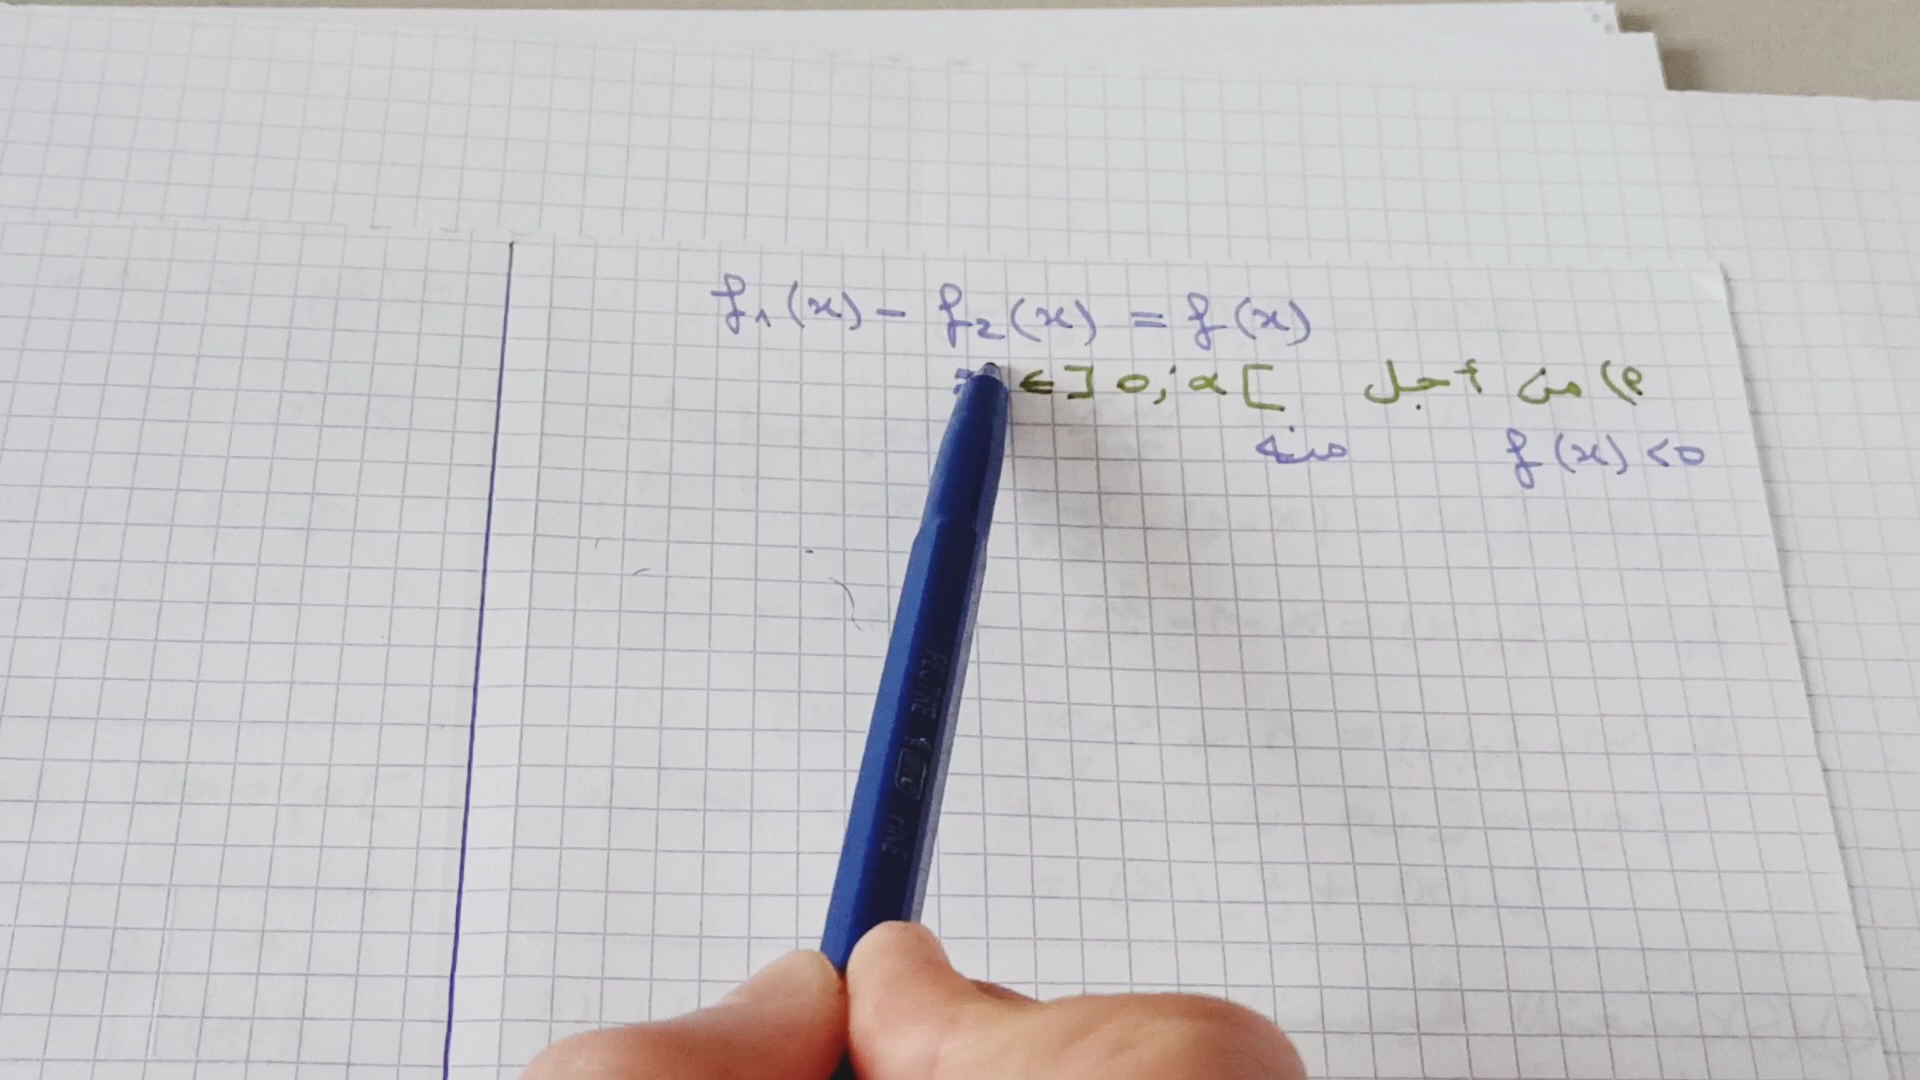 f₁(x) - f₂(x) = f(x)
م) من أجل ∈ ]0; α[
f(x) <0 منه